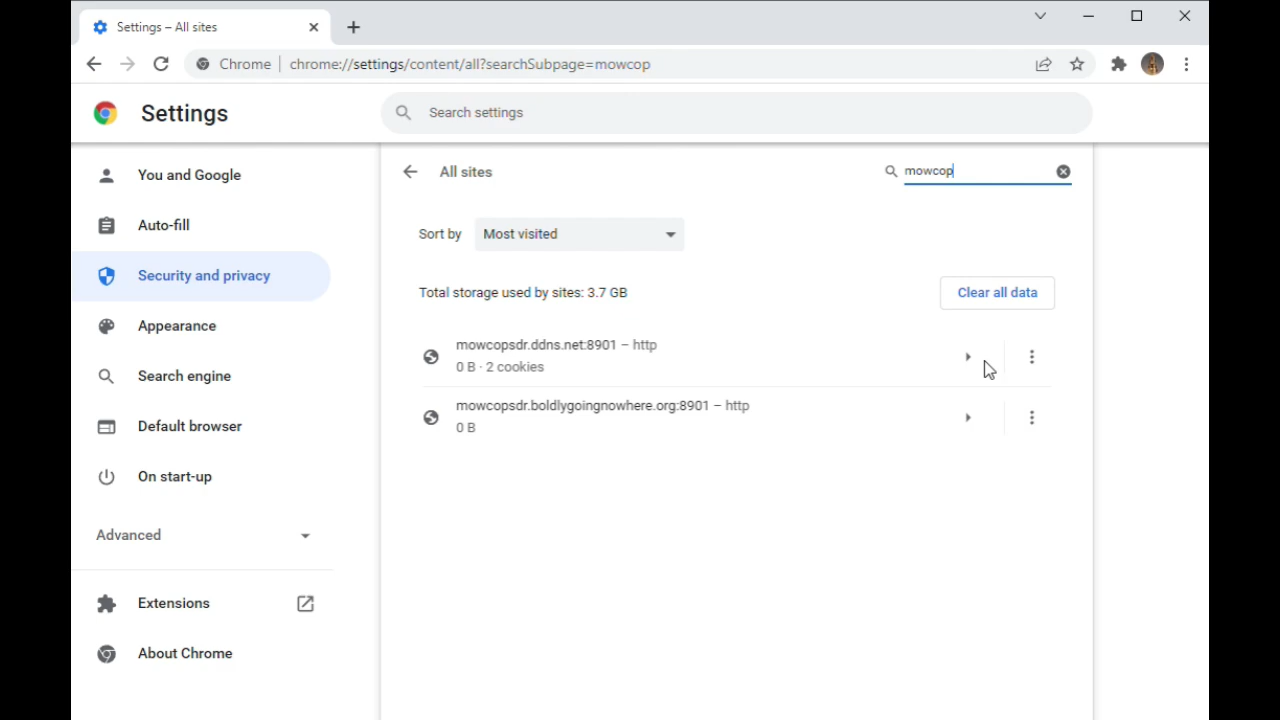 Settings – All sites
Chrome chrome://settings/content/all?searchSubpage=mowcop
Settings
Search settings
You and Google
Auto-fill
Security and privacy
Appearance
Search engine
Default browser
On start-up
Advanced
Extensions
About Chrome
All sites
mowcop
Sort by Most visited
Total storage used by sites: 3.7 GB
Clear all data
mowcopsdr.ddns.net:8901 – http
0 B · 2 cookies
mowcopsdr.boldlygoingnowhere.org:8901 – http
0 B